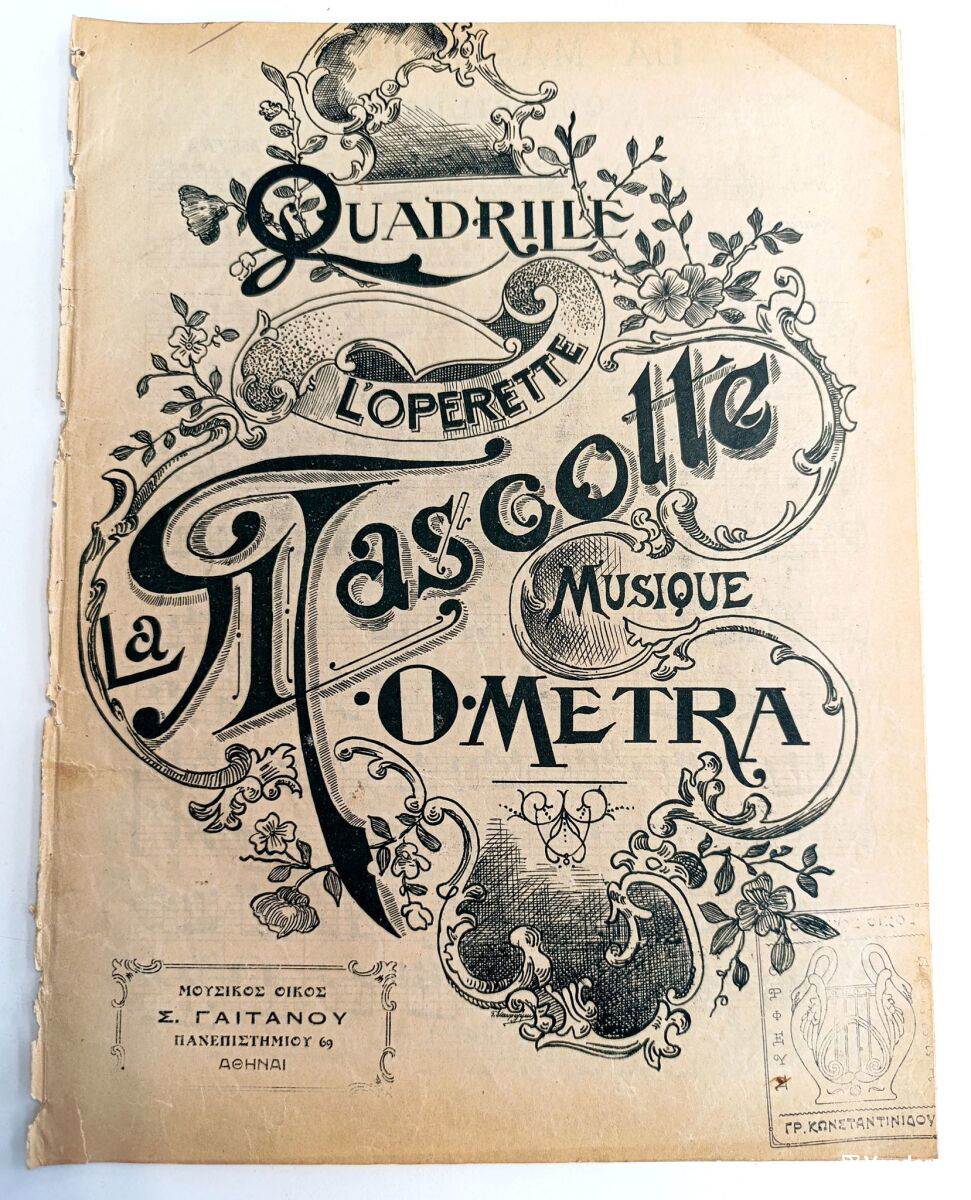 QUADRILLE
L'OPERETTE
La Mascotte
MUSIQUE
·O·METRA
ΜΟΥΣΙΚΟΣ ΟΙΚΟΣ
Σ. ΓΑΙΤΑΝΟΥ
ΠΑΝΕΠΙΣΤΗΜΙΟΥ 69
ΑΘΗΝΑΙ
ΓΡ. ΚΩΝΣΤΑΝΤΙΝΙΔΟΥ